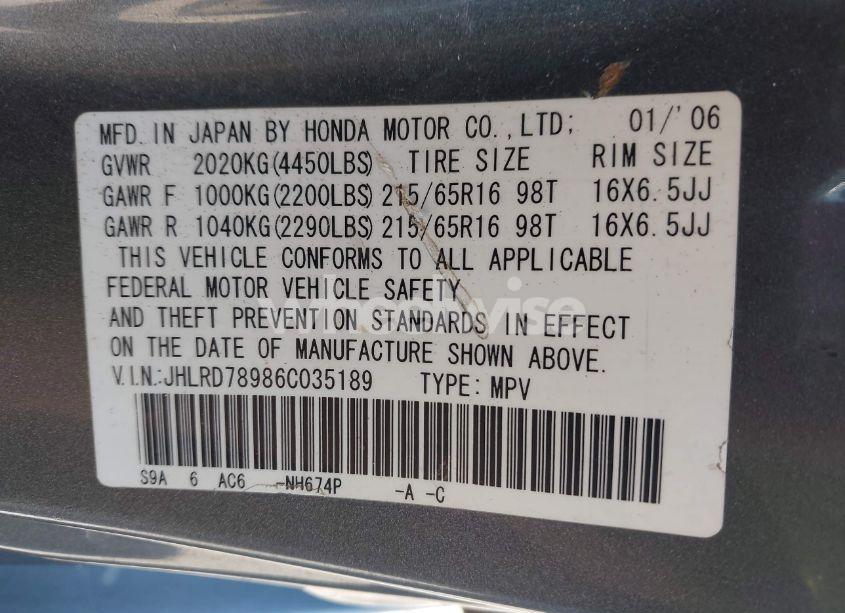 MFD. IN JAPAN BY HONDA MOTOR CO.,LTD; 01/'06
GVWR 2020KG(4450LBS) TIRE SIZE RIM SIZE
GAWR F 1000KG(2200LBS) 215/65R16 98T 16X6.5JJ
GAWR R 1040KG(2290LBS) 215/65R16 98T 16X6.5JJ
THIS VEHICLE CONFORMS TO ALL APPLICABLE
FEDERAL MOTOR VEHICLE SAFETY
AND THEFT PREVENTION STANDARDS IN EFFECT
ON THE DATE OF MANUFACTURE SHOWN ABOVE.
V.I.N.:JHLRD78986C035189 TYPE: MPV
S9A 6 AC6 -NH674P -A -C